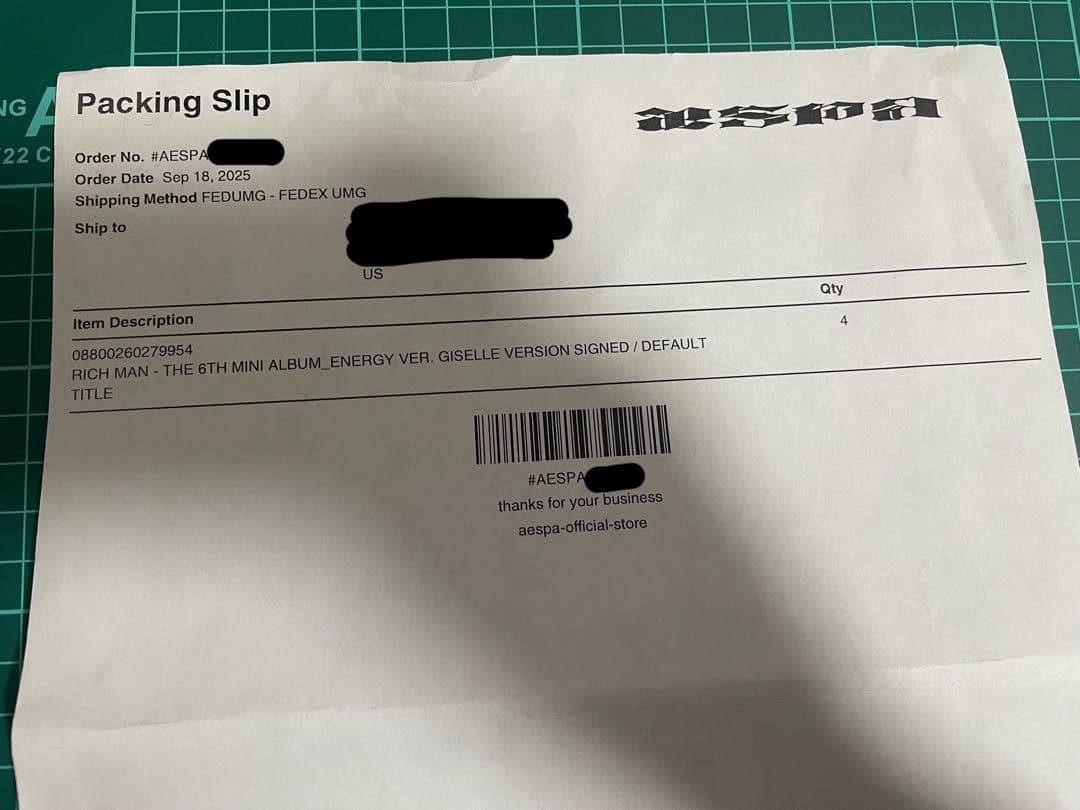 NG A
22 C
Packing Slip
aespa
Order No. #AESPA
Order Date Sep 18, 2025
Shipping Method FEDUMG - FEDEX UMG
Ship to
US
Item Description Qty
08800260279954 4
RICH MAN - THE 6TH MINI ALBUM_ENERGY VER. GISELLE VERSION SIGNED / DEFAULT
TITLE
#AESPA
thanks for your business
aespa-official-store